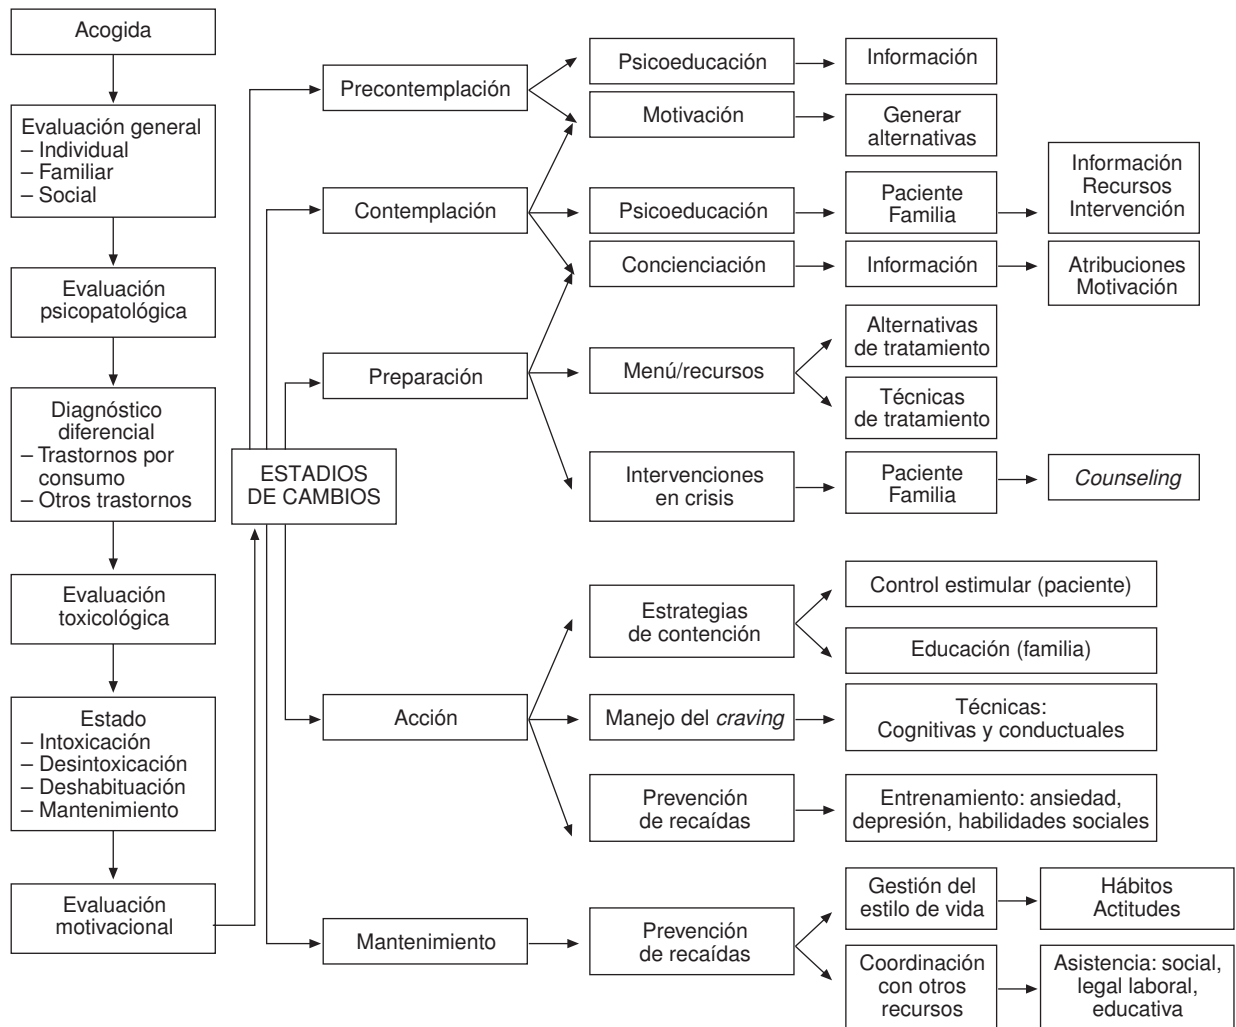 Acogida
Evaluación general
– Individual
– Familiar
– Social
Evaluación
psicopatológica
Diagnóstico
diferencial
– Trastornos por
consumo
– Otros trastornos
Evaluación
toxicológica
Estado
– Intoxicación
– Desintoxicación
– Deshabituación
– Mantenimiento
Evaluación
motivacional
ESTADIOS
DE CAMBIOS
Precontemplación
Psicoeducación
Información
Motivación
Generar
alternativas
Contemplación
Psicoeducación
Paciente
Familia
Información
Recursos
Intervención
Concienciación
Información
Atribuciones
Motivación
Preparación
Menú/recursos
Alternativas
de tratamiento
Técnicas
de tratamiento
Intervenciones
en crisis
Paciente
Familia
Counseling
Acción
Estrategias
de contención
Control estimular (paciente)
Educación (familia)
Manejo del craving
Técnicas:
Cognitivas y conductuales
Prevención
de recaídas
Entrenamiento: ansiedad,
depresión, habilidades sociales
Mantenimiento
Prevención
de recaídas
Gestión del
estilo de vida
Hábitos
Actitudes
Coordinación
con otros
recursos
Asistencia: social,
legal laboral,
educativa